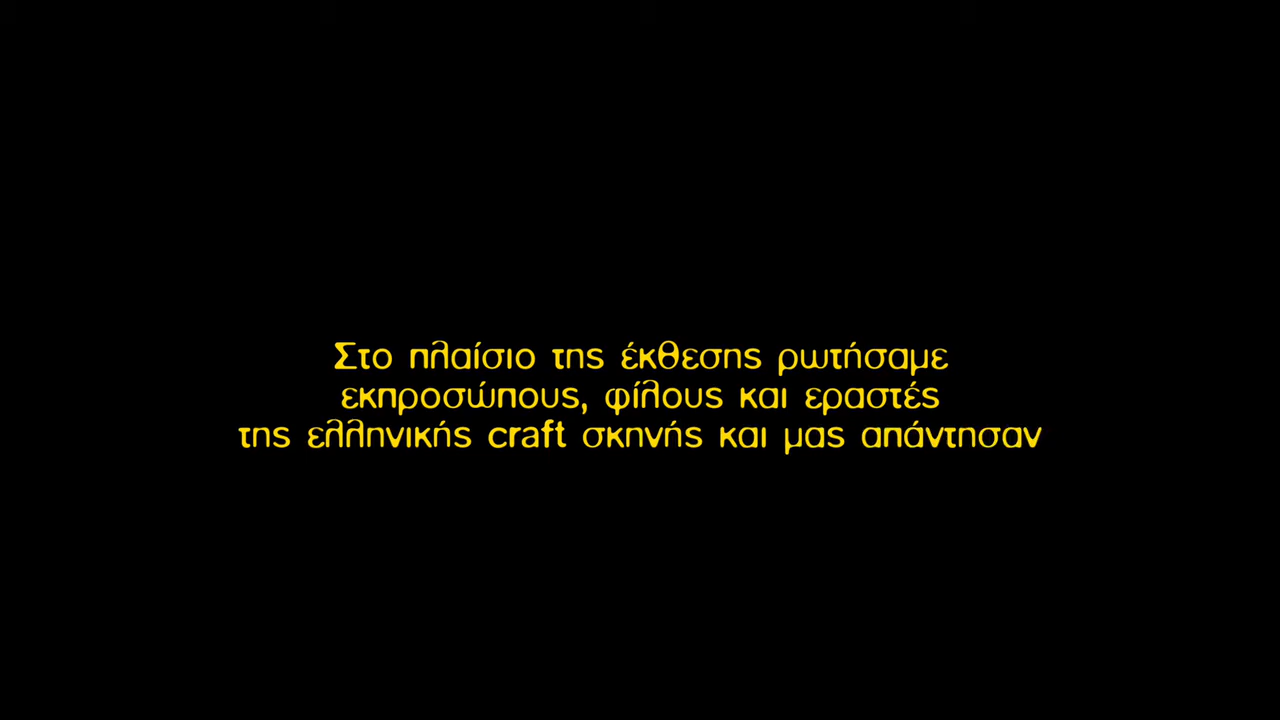 Στο πλαίσιο της έκθεσης ρωτήσαμε
εκπροσώπους, φίλους και εραστές
της ελληνικής craft σκηνής και μας απάντησαν